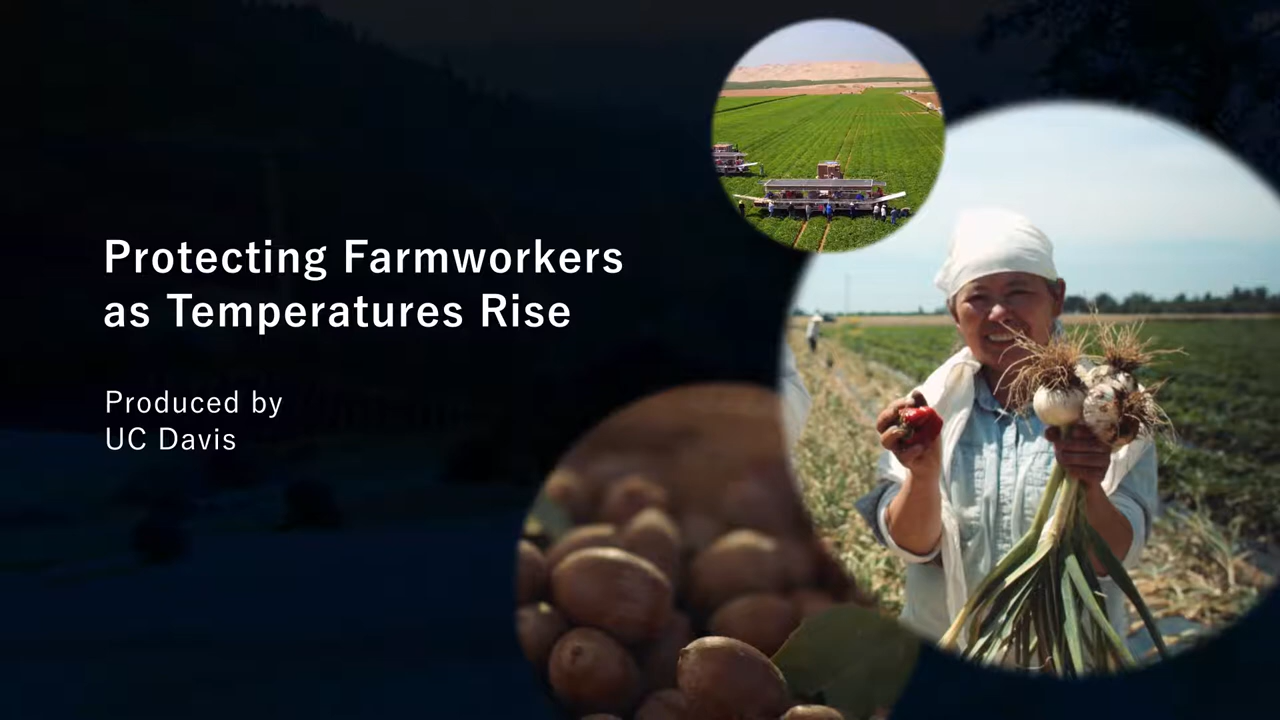 Protecting Farmworkers
as Temperatures Rise
Produced by
UC Davis